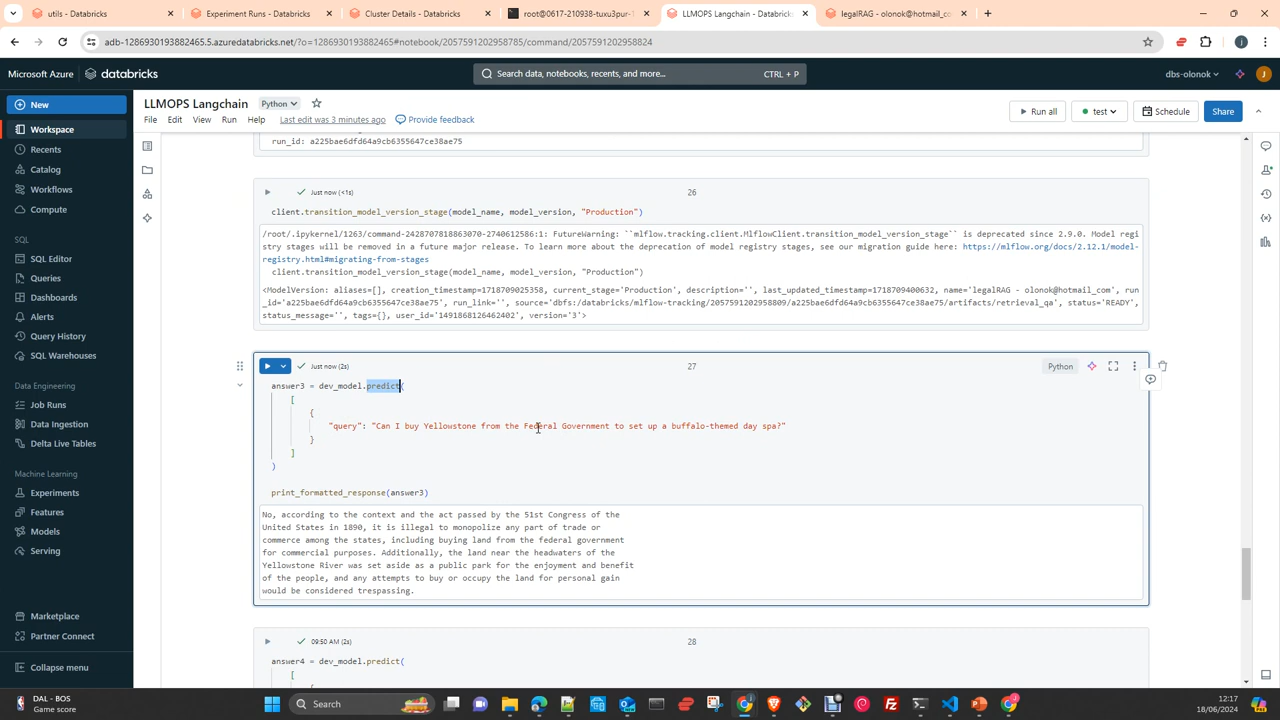 utils - Databricks
Experiment Runs - Databricks
Cluster Details - Databricks
root@0617-210938-tuxu3pur-1
LLMOPS Langchain - Databricks
legalRAG - olonok@hotmail_co
adb-1286930193882465.5.azuredatabricks.net/?o=1286930193882465#notebook/2057591202958785/command/2057591202958824
Microsoft Azure
databricks
Search data, notebooks, recents, and more...
CTRL + P
dbs-olonok
J
New
Workspace
Recents
Catalog
Workflows
Compute
SQL
SQL Editor
Queries
Dashboards
Alerts
Query History
SQL Warehouses
Data Engineering
Job Runs
Data Ingestion
Delta Live Tables
Machine Learning
Experiments
Features
Models
Serving
Marketplace
Partner Connect
Collapse menu
LLMOPS Langchain
Python
File
Edit
View
Run
Help
Last edit was 3 minutes ago
Provide feedback
Run all
test
Schedule
Share
run_id: a225bae6dfd64a9cb6355647ce38ae75
Just now (<1s)
26
client.transition_model_version_stage(model_name, model_version, "Production")
/root/.ipykernel/1263/command-2428707818863070-2740612586:1: FutureWarning: ``mlflow.tracking.client.MlflowClient.transition_model_version_stage`` is deprecated since 2.9.0. Model regi
stry stages will be removed in a future major release. To learn more about the deprecation of model registry stages, see our migration guide here: https://mlflow.org/docs/2.12.1/model-
registry.html#migrating-from-stages
client.transition_model_version_stage(model_name, model_version, "Production")
<ModelVersion: aliases=[], creation_timestamp=1718709025358, current_stage='Production', description='', last_updated_timestamp=1718709400632, name='legalRAG - olonok@hotmail_com', run
_id='a225bae6dfd64a9cb6355647ce38ae75', run_link='', source='dbfs:/databricks/mlflow-tracking/2057591202958809/a225bae6dfd64a9cb6355647ce38ae75/artifacts/retrieval_qa', status='READY',
status_message='', tags={}, user_id='1491868126462402', version='3'>
Just now (2s)
27
Python
answer3 = dev_model.predict(
[
{
"query": "Can I buy Yellowstone from the Federal Government to set up a buffalo-themed day spa?"
}
]
)
print_formatted_response(answer3)
No, according to the context and the act passed by the 51st Congress of the
United States in 1890, it is illegal to monopolize any part of trade or
commerce among the states, including buying land from the federal government
for commercial purposes. Additionally, the land near the headwaters of the
Yellowstone River was set aside as a public park for the enjoyment and benefit
of the people, and any attempts to buy or occupy the land for personal gain
would be considered trespassing.
09:50 AM (2s)
28
answer4 = dev_model.predict(
[
DAL - BOS
Game score
Search
12:17
18/06/2024